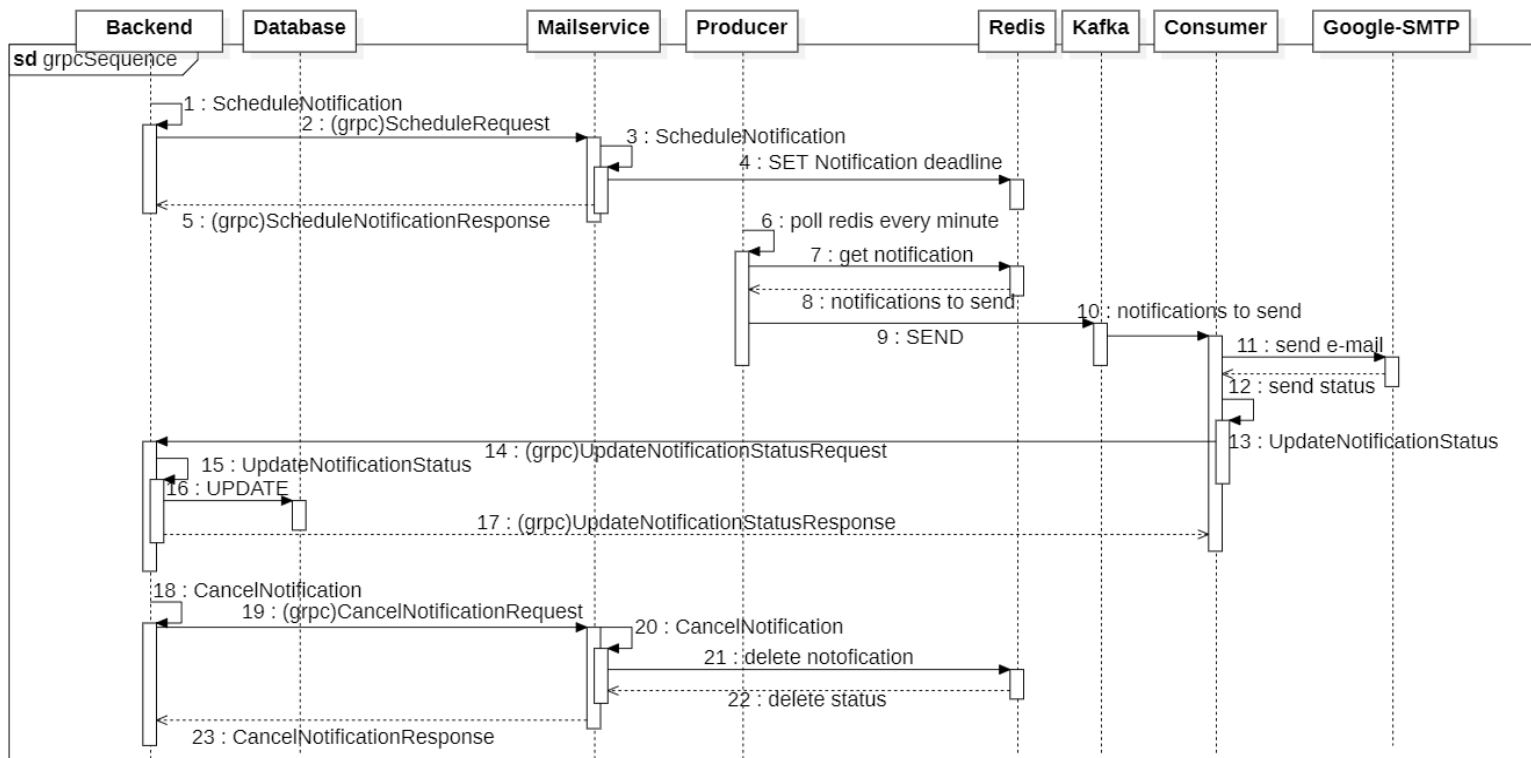 Backend
Database
Mailservice
Producer
Redis
Kafka
Consumer
Google-SMTP
sd grpcSequence
1 : ScheduleNotification
2 : (grpc)ScheduleRequest
3 : ScheduleNotification
4 : SET Notification deadline
5 : (grpc)ScheduleNotificationResponse
6 : poll redis every minute
7 : get notification
8 : notifications to send
9 : SEND
10 : notifications to send
11 : send e-mail
12 : send status
13 : UpdateNotificationStatus
14 : (grpc)UpdateNotificationStatusRequest
15 : UpdateNotificationStatus
16 : UPDATE
17 : (grpc)UpdateNotificationStatusResponse
18 : CancelNotification
19 : (grpc)CancelNotificationRequest
20 : CancelNotification
21 : delete notofication
22 : delete status
23 : CancelNotificationResponse